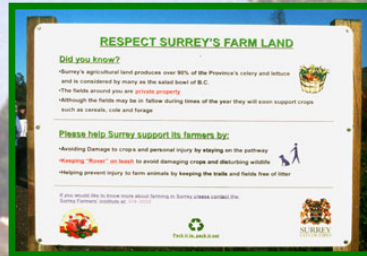 RESPECT SURREY'S FARM LAND
Did you know?
•Surrey's agricultural land produces over 90% of the Province's celery and lettuce
and is considered by many as the salad bowl of B.C.
•The fields around you are private property
•Although the fields may be in fallow during times of the year they will soon support crops
such as cereals, cole and forage
Please help Surrey support its farmers by:
•Avoiding Damage to crops and personal injury by staying on the pathway
•Keeping "Rover" on leash to avoid damaging crops and disturbing wildlife
•Helping prevent injury to farm animals by keeping the trails and fields free of litter
If you would like to know more about farming in Surrey please contact the
Surrey Farmers' Institute at:
Pack it in, pack it out
SURREY